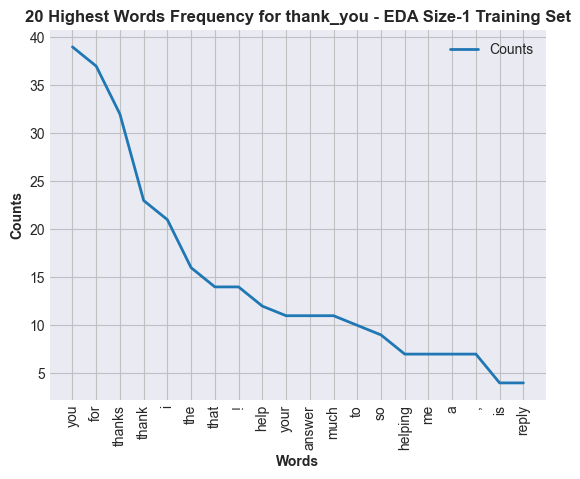 20 Highest Words Frequency for thank_you - EDA Size-1 Training Set
Counts
40
35
30
25
20
15
10
5
Counts
you
for
thanks
thank
i
the
that
!
help
your
answer
much
to
so
helping
me
a
,
is
reply
Words